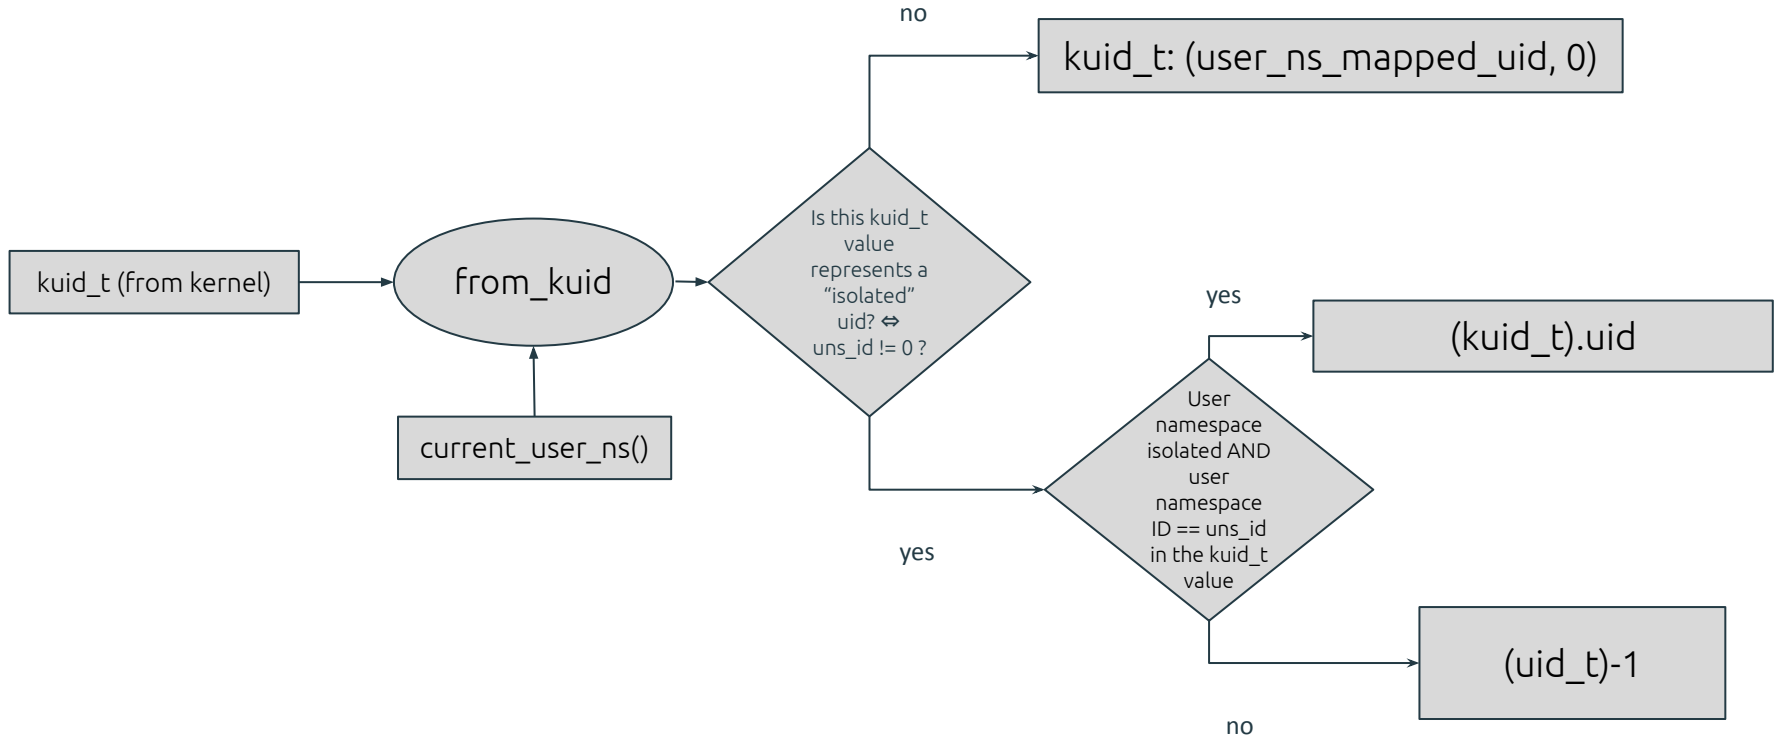 no
kuid_t: (user_ns_mapped_uid, 0)
Is this kuid_t
value
represents a
“isolated”
uid? ⇔
uns_id != 0 ?
kuid_t (from kernel)
from_kuid
current_user_ns()
yes
yes
(kuid_t).uid
User
namespace
isolated AND
user
namespace
ID == uns_id
in the kuid_t
value
(uid_t)-1
no